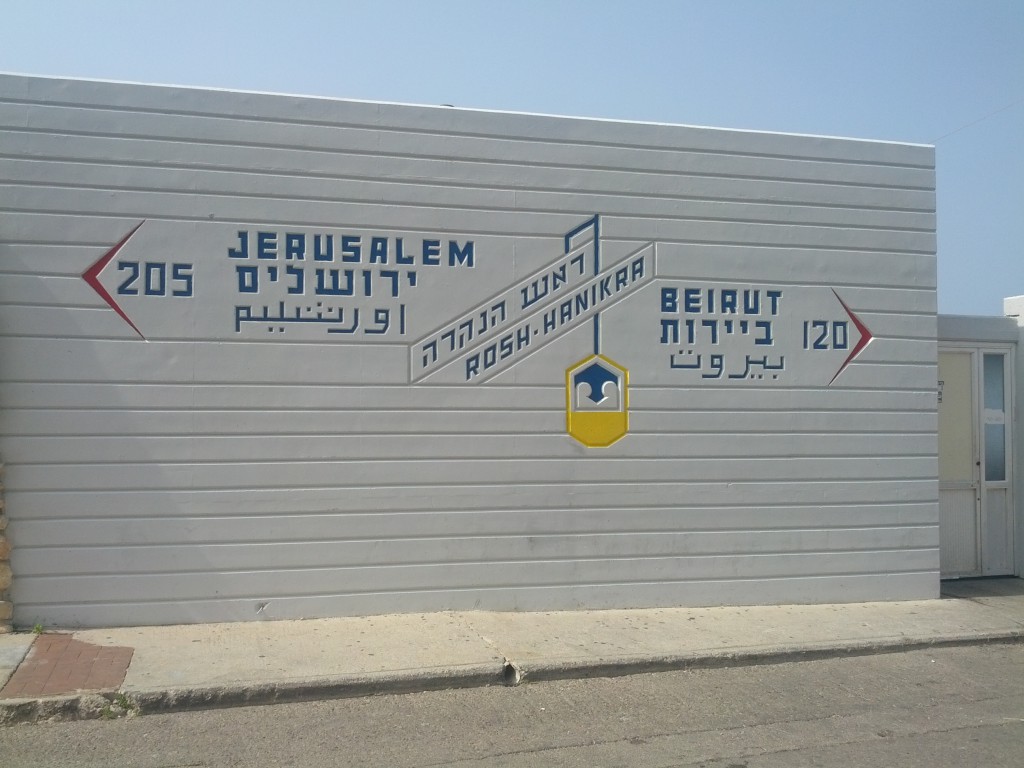 205
JERUSALEM
ירושלים
اورشليم
ראש הנקרה
ROSH-HANIKRA
BEIRUT
ביירות
بيروت
120